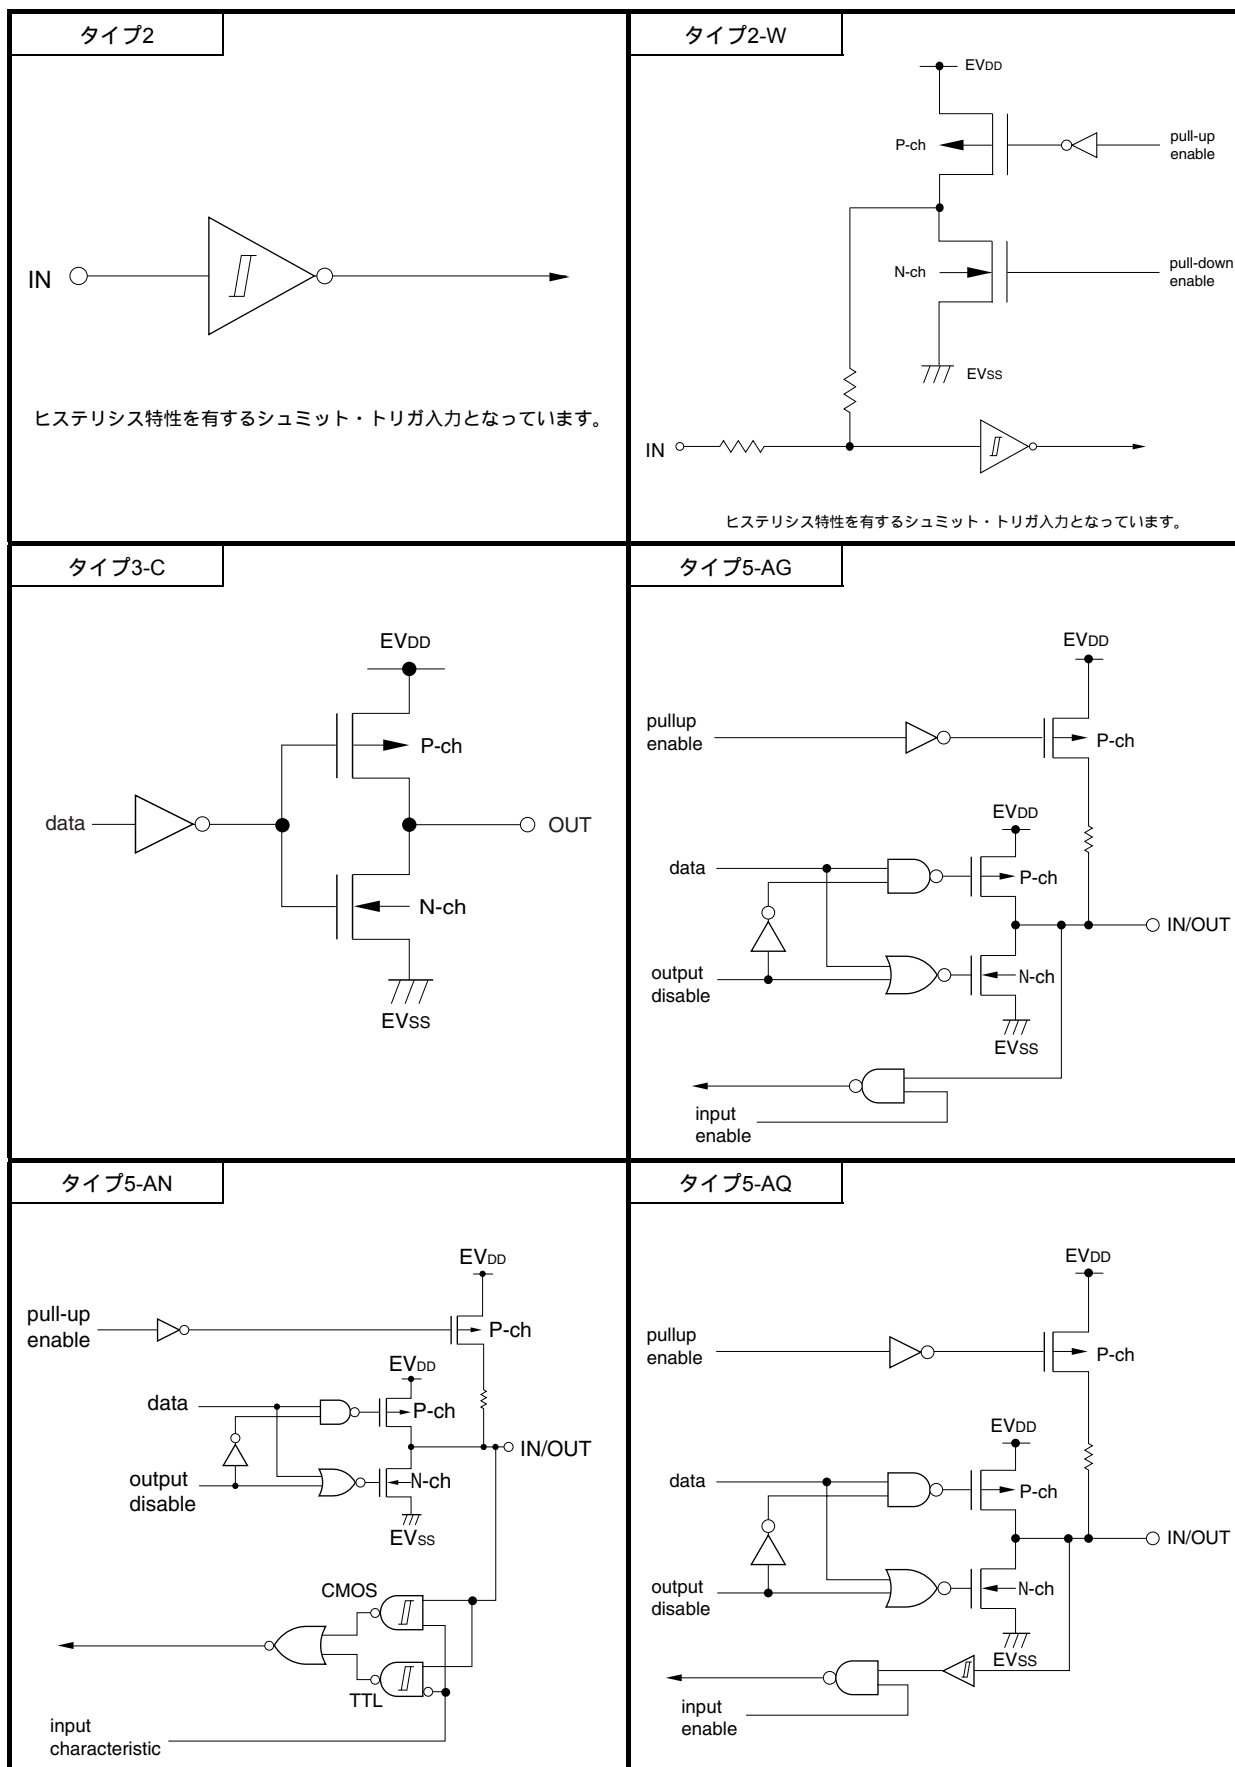 タイプ2
IN
ヒステリシス特性を有するシュミット・トリガ入力となっています。
タイプ2-W
EVDD
P-ch
pull-up
enable
N-ch
pull-down
enable
EVSS
IN
ヒステリシス特性を有するシュミット・トリガ入力となっています。
タイプ3-C
EVDD
P-ch
data
OUT
N-ch
EVSS
タイプ5-AG
EVDD
pullup
enable
P-ch
EVDD
data
P-ch
IN/OUT
output
disable
N-ch
EVSS
input
enable
タイプ5-AN
EVDD
pull-up
enable
P-ch
EVDD
data
P-ch
IN/OUT
output
disable
N-ch
EVSS
CMOS
TTL
input
characteristic
タイプ5-AQ
EVDD
pullup
enable
P-ch
EVDD
data
P-ch
IN/OUT
output
disable
N-ch
EVSS
input
enable